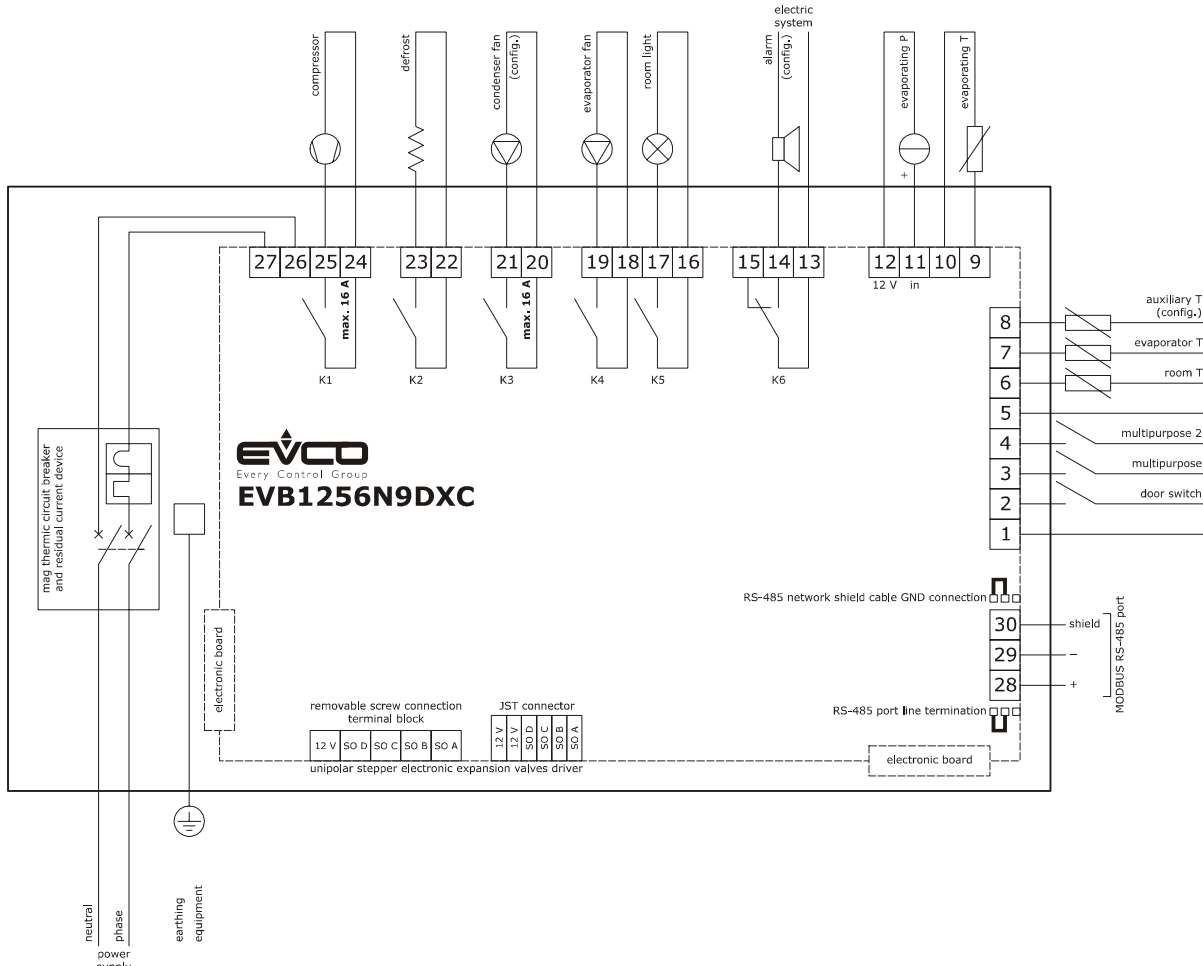 electric
system
compressor
defrost
condenser fan
(config.)
evaporator fan
room light
alarm
(config.)
evaporating P
evaporating T
+
27 26 25 24 23 22 21 20 19 18 17 16 15 14 13 12 11 10 9
12 V in
max. 16 A
max. 16 A
K1 K2 K3 K4 K5 K6
8
7
6
5
4
3
2
1
auxiliary T
(config.)
evaporator T
room T
multipurpose 2
multipurpose
door switch
mag thermic circuit breaker
and residual current device
EVCO
Every Control Group
EVB1256N9DXC
RS-485 network shield cable GND connection
30 shield
29 –
28 +
MODBUS RS-485 port
RS-485 port line termination
electronic board
electronic board
removable screw connection
terminal block
12 V SO D SO C SO B SO A
JST connector
12 V 12 V SO D SO C SO B SO A
unipolar stepper electronic expansion valves driver
neutral
phase
power
earthing
equipment